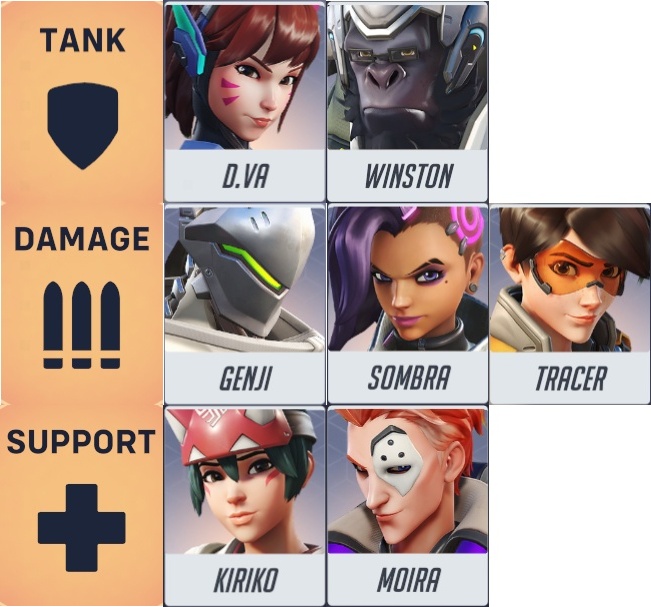 TANK
D.VA
WINSTON
DAMAGE
GENJI
SOMBRA
TRACER
SUPPORT
KIRIKO
MOIRA